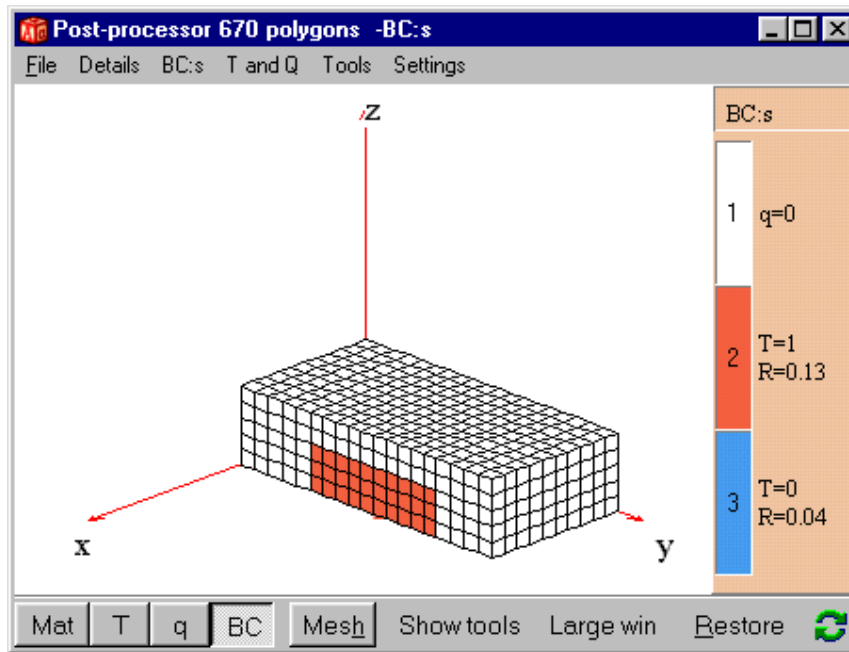 Post-processor 670 polygons -BC:s
File Details BC:s T and Q Tools Settings
z
x
y
BC:s
1 q=0
2 T=1
R=0.13
3 T=0
R=0.04
Mat T q BC Mesh Show tools Large win Restore